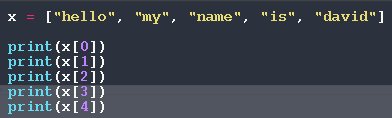 x = ["hello", "my", "name", "is", "david"]
print(x[0])
print(x[1])
print(x[2])
print(x[3])
print(x[4])